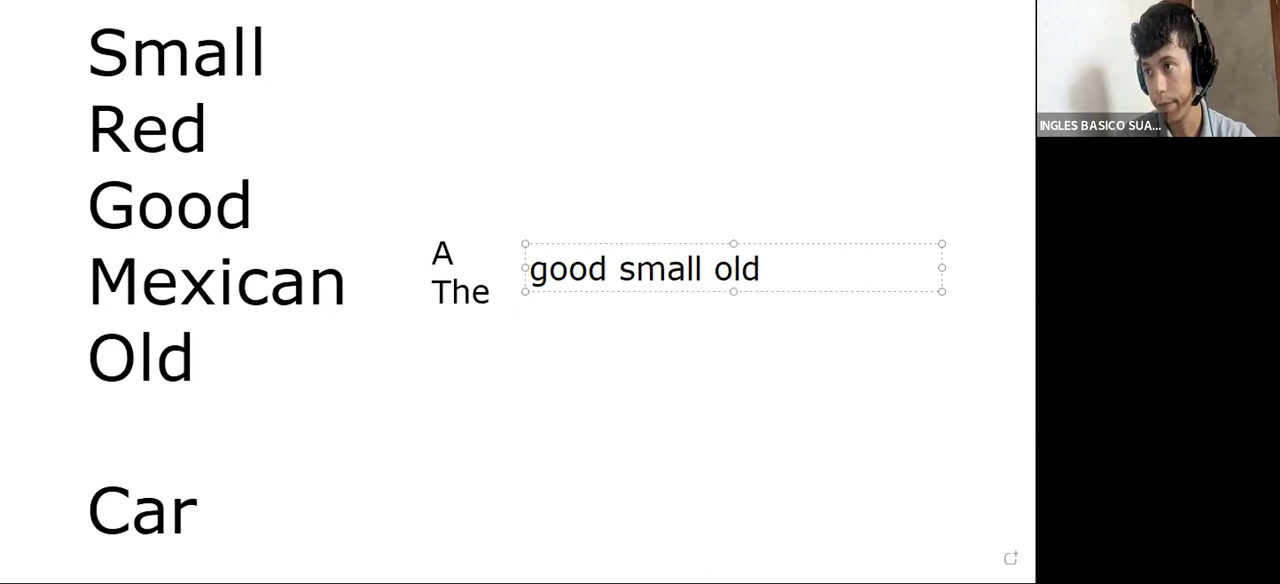 Small
Red
Good
Mexican
Old
Car
A
The
good small old
INGLES BASICO SUA...